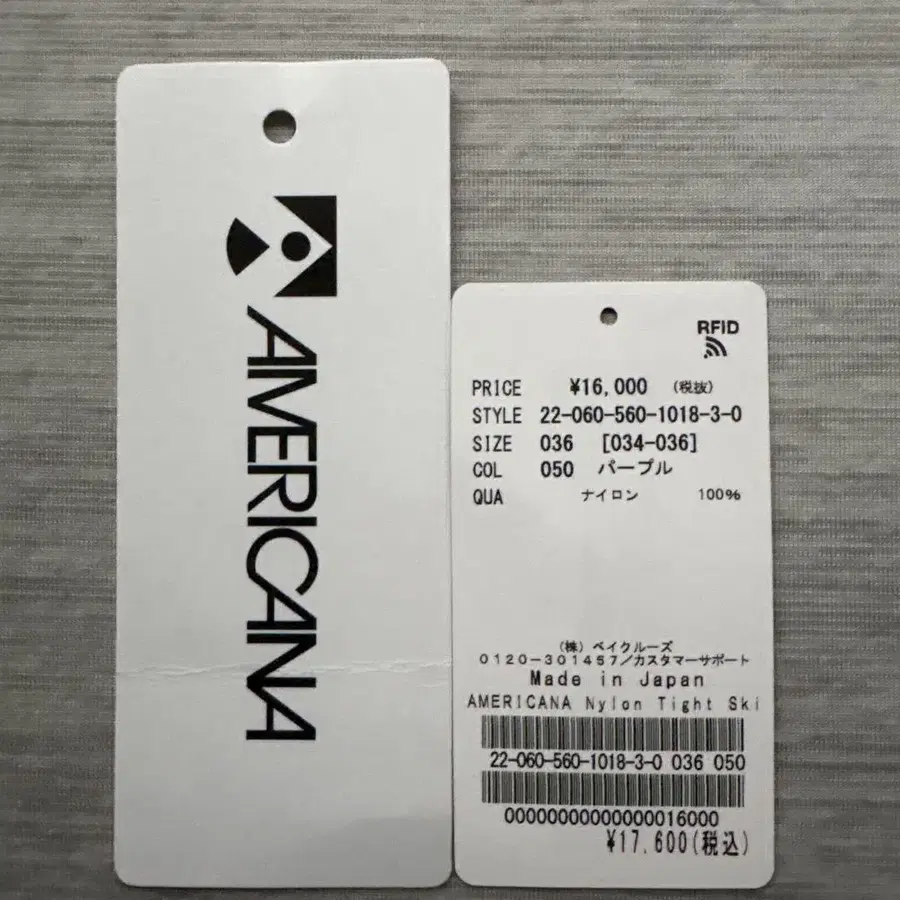 AMERICANA
RFID
PRICE ¥16,000 (税抜)
STYLE 22-060-560-1018-3-0
SIZE 036 [034-036]
COL 050 パープル
QUA ナイロン 100%
(株) ベイクルーズ
0120-301457/カスタマーサポート
Made in Japan
AMERICANA Nylon Tight Ski
22-060-560-1018-3-0 036 050
00000000000000016000
¥17,600(税込)